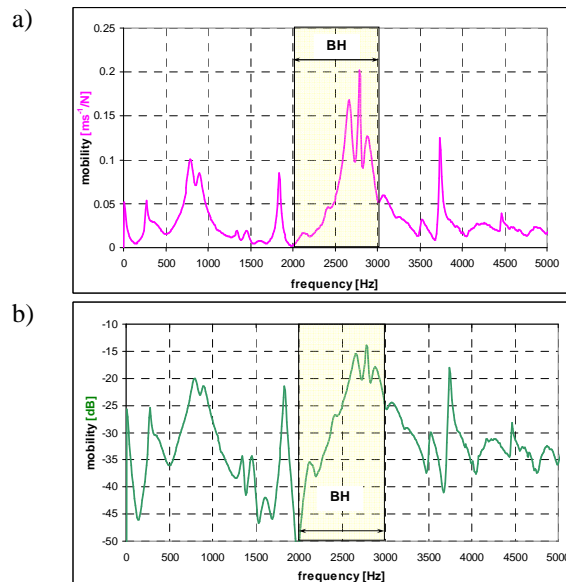 a)
0.25
0.2
0.15
0.1
0.05
0
mobility [ms⁻¹/N]
BH
0 500 1000 1500 2000 2500 3000 3500 4000 4500 5000
frequency [Hz]
b)
-10
-15
-20
-25
-30
-35
-40
-45
-50
mobility [dB]
BH
0 500 1000 1500 2000 2500 3000 3500 4000 4500 5000
frequency [Hz]